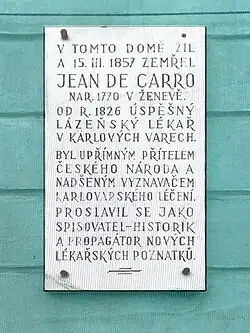 V TOMTO DOMĚ ŽIL
A 15. III. 1857 ZEMŘEL
JEAN DE CARRO
NAR. 1770 V ŽENEVĚ.
OD R. 1826 ÚSPĚŠNÝ
LÁZEŇSKÝ LÉKAŘ
V KARLOVÝCH VARECH.
BYL UPŘÍMNÝM PŘÍTELEM
ČESKÉHO NÁRODA A
NADŠENÝM VYZNAVAČEM
KARLOVARSKÉHO LÉČENÍ.
PROSLAVIL SE JAKO
SPISOVATEL-HISTORIK
A PROPAGÁTOR NOVÝCH
LÉKAŘSKÝCH POZNATKŮ.